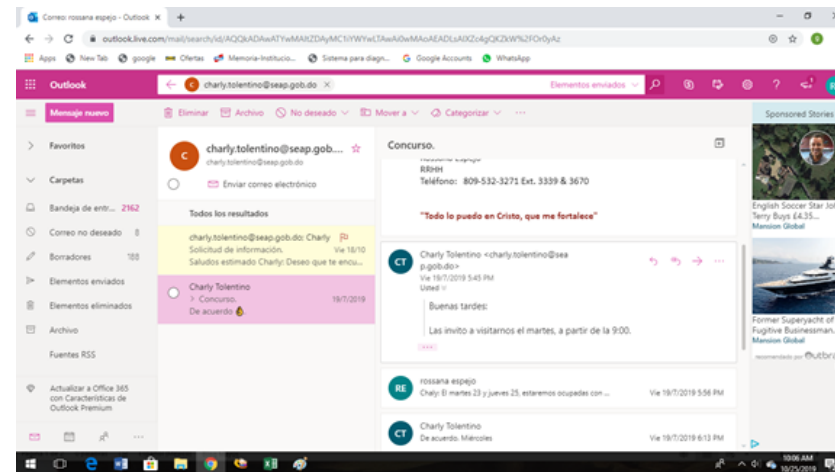 Correo: rossana espejo - Outlook
outlook.live.com/mail/search/id/
Apps New Tab google Ofertas Memoria-Institucio... Sistema para diagn... Google Accounts WhatsApp
Outlook
charly.tolentino@seap.gob.do
Elementos enviados
Mensaje nuevo
Eliminar Archivo No deseado Mover a Categorizar
Favoritos
Carpetas
Bandeja de entr... 2162
Correo no deseado 8
Borradores 188
Elementos enviados
Elementos eliminados
Archivo
Fuentes RSS
Actualizar a Office 365
con Características de
Outlook Premium
C
charly.tolentino@seap.gob....
charly.tolentino@seap.gob.do
Enviar correo electrónico
Todos los resultados
charly.tolentino@seap.gob.do: Charly
Solicitud de información. Vie 18/10
Saludos estimado Charly: Deseo que te encu...
Charly Tolentino
> Concurso. 19/7/2019
De acuerdo
Concurso.
RRHH
Teléfono: 809-532-3271 Ext. 3339 & 3670
"Todo lo puedo en Cristo, que me fortalece"
CT
Charly Tolentino <charly.tolentino@sea
p.gob.do>
Vie 19/7/2019 5:45 PM
Usted
Buenas tardes:
Las invito a visitarnos el martes, a partir de la 9:00.
RE
rossana espejo
Chaly: El martes 23 y jueves 25, estaremos ocupadas con ... Vie 19/7/2019 5:56 PM
CT
Charly Tolentino
De acuerdo. Miércoles Vie 19/7/2019 6:13 PM
Sponsored Stories
English Soccer Star Jol
Terry Buys £4.35...
Mansion Global
Former Superyacht of
Fugitive Businessman.
Mansion Global
recomendado por Outbra
10:06 AM
10/25/2019